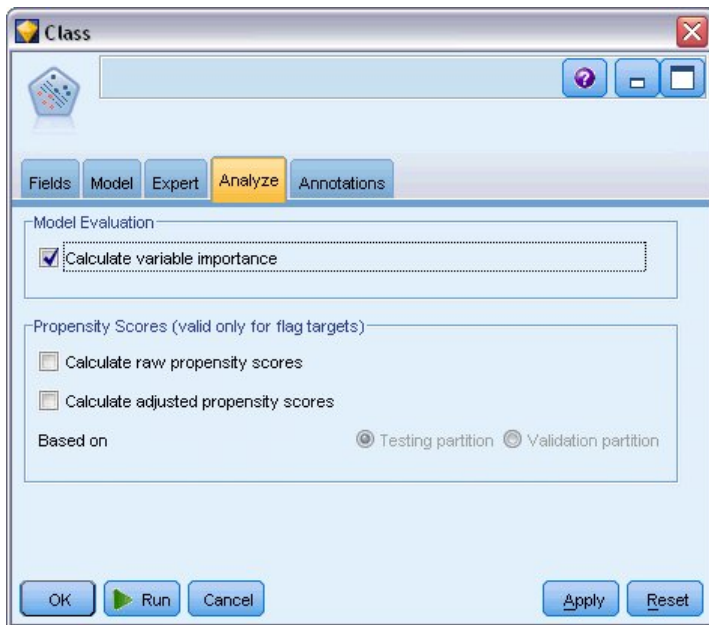 Class
?
Fields Model Expert Analyze Annotations
Model Evaluation
Calculate variable importance
Propensity Scores (valid only for flag targets)
Calculate raw propensity scores
Calculate adjusted propensity scores
Based on Testing partition Validation partition
OK Run Cancel Apply Reset